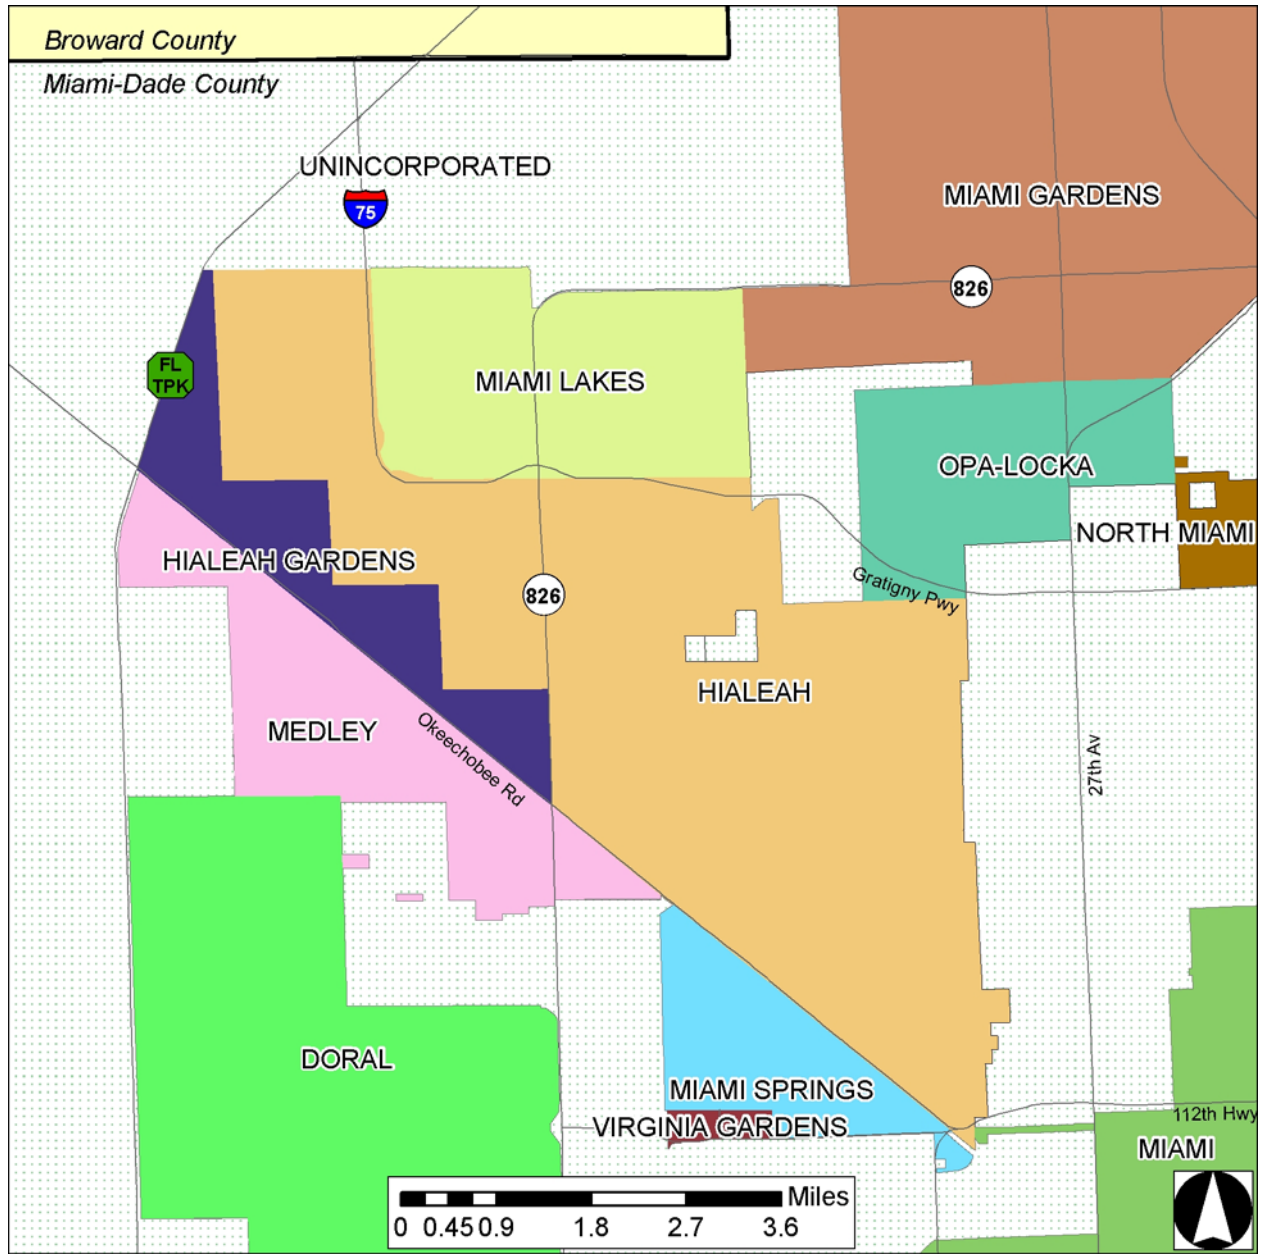 Broward County
Miami-Dade County
UNINCORPORATED
75
MIAMI GARDENS
826
FL
TPK
MIAMI LAKES
OPA-LOCKA
NORTH MIAMI
HIALEAH GARDENS
Gratigny Pwy
826
HIALEAH
MEDLEY
Okeechobee Rd
27th Av
DORAL
MIAMI SPRINGS
112th Hwy
VIRGINIA GARDENS
MIAMI
Miles
0 0.45 0.9 1.8 2.7 3.6